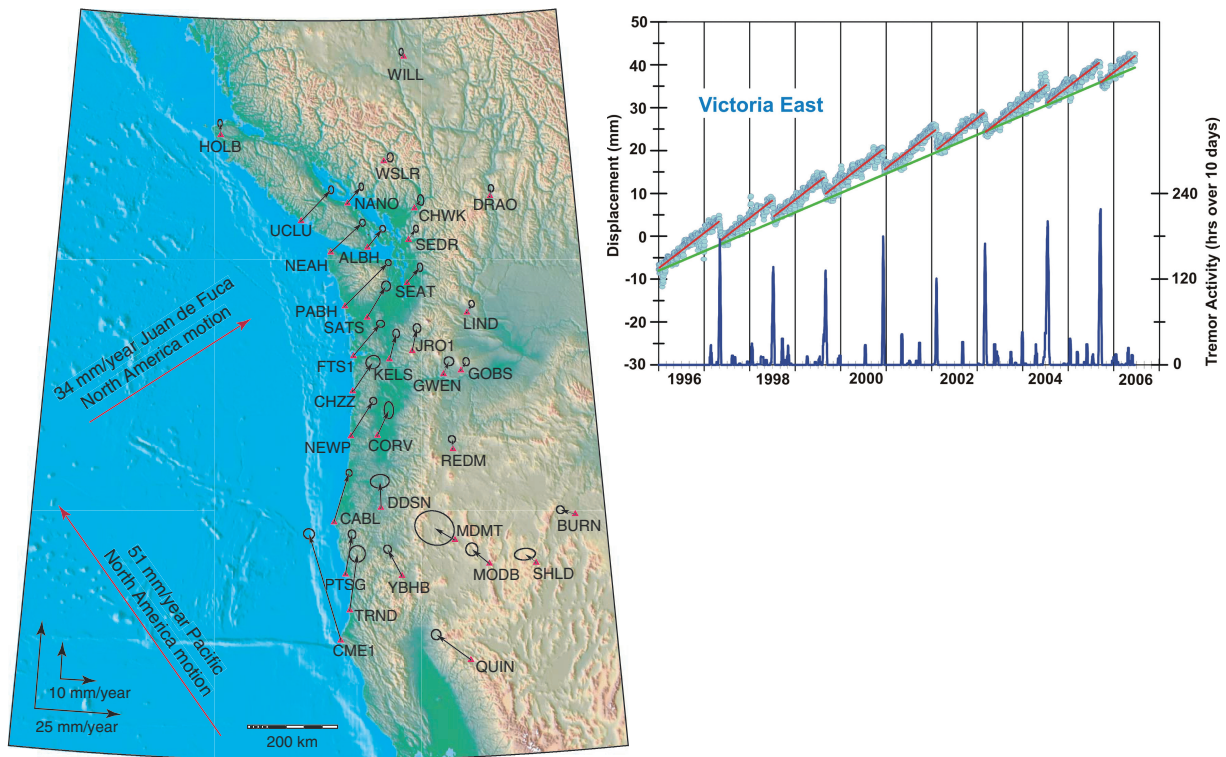 WILL
HOLB
WSLR
NANO
DRAO
CHWK
UCLU
SEDR
ALBH
NEAH
SEAT
PABH
LIND
SATS
JRO1
FTS1
KELS
GWEN
GOBS
CHZZ
NEWP
CORV
REDM
DDSN
CABL
BURN
MDMT
MODB
SHLD
PTSG
YBHB
TRND
CME1
QUIN
34 mm/year Juan de Fuca
North America motion
51 mm/year Pacific
North America motion
10 mm/year
25 mm/year
200 km
Victoria East
Displacement (mm)
50
40
30
20
10
0
-10
-20
-30
1996
1998
2000
2002
2004
2006
240
120
0
Tremor Activity (hrs over 10 days)